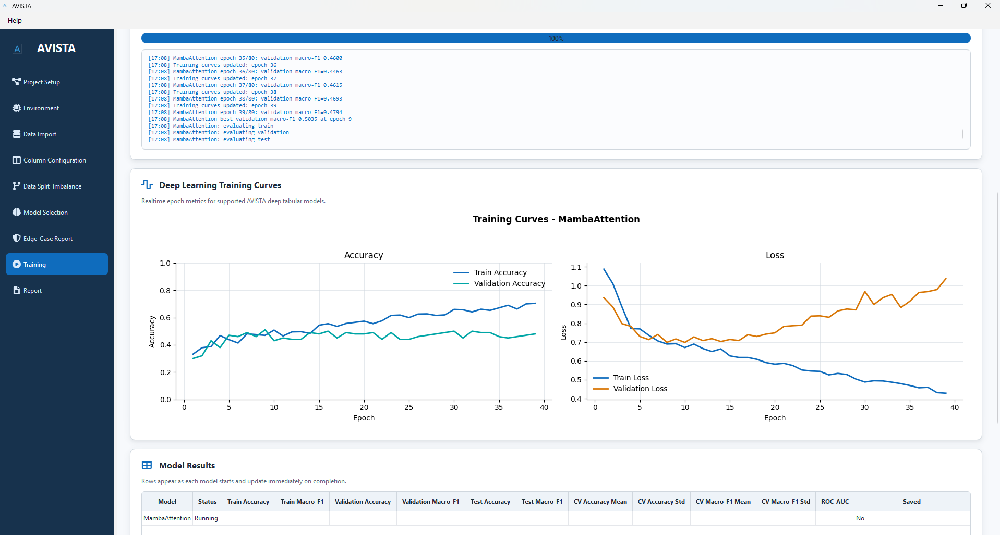 AVISTA
Help
A AVISTA
Project Setup
Environment
Data Import
Column Configuration
Data Split  Imbalance
Model Selection
Edge-Case Report
Training
Report
100%
[17:08] MambaAttention epoch 35/80: validation macro-F1=0.4600
[17:08] Training curves updated: epoch 36
[17:08] MambaAttention epoch 36/80: validation macro-F1=0.4463
[17:08] Training curves updated: epoch 37
[17:08] MambaAttention epoch 37/80: validation macro-F1=0.4615
[17:08] Training curves updated: epoch 38
[17:08] MambaAttention epoch 38/80: validation macro-F1=0.4693
[17:08] Training curves updated: epoch 39
[17:08] MambaAttention epoch 39/80: validation macro-F1=0.4794
[17:08] MambaAttention best validation macro-F1=0.5035 at epoch 9
[17:08] MambaAttention: evaluating train
[17:08] MambaAttention: evaluating validation
[17:08] MambaAttention: evaluating test
Deep Learning Training Curves
Realtime epoch metrics for supported AVISTA deep tabular models.
Training Curves - MambaAttention
Accuracy
1.0
0.8
0.6
0.4
0.2
0.0
Accuracy
Train Accuracy
Validation Accuracy
0 5 10 15 20 25 30 35 40
Epoch
Loss
1.1
1.0
0.9
0.8
0.7
0.6
0.5
0.4
Loss
Train Loss
Validation Loss
0 5 10 15 20 25 30 35 40
Epoch
Model Results
Rows appear as each model starts and update immediately on completion.
Model Status Train Accuracy Train Macro-F1 Validation Accuracy Validation Macro-F1 Test Accuracy Test Macro-F1 CV Accuracy Mean CV Accuracy Std CV Macro-F1 Mean CV Macro-F1 Std ROC-AUC Saved
MambaAttention Running No